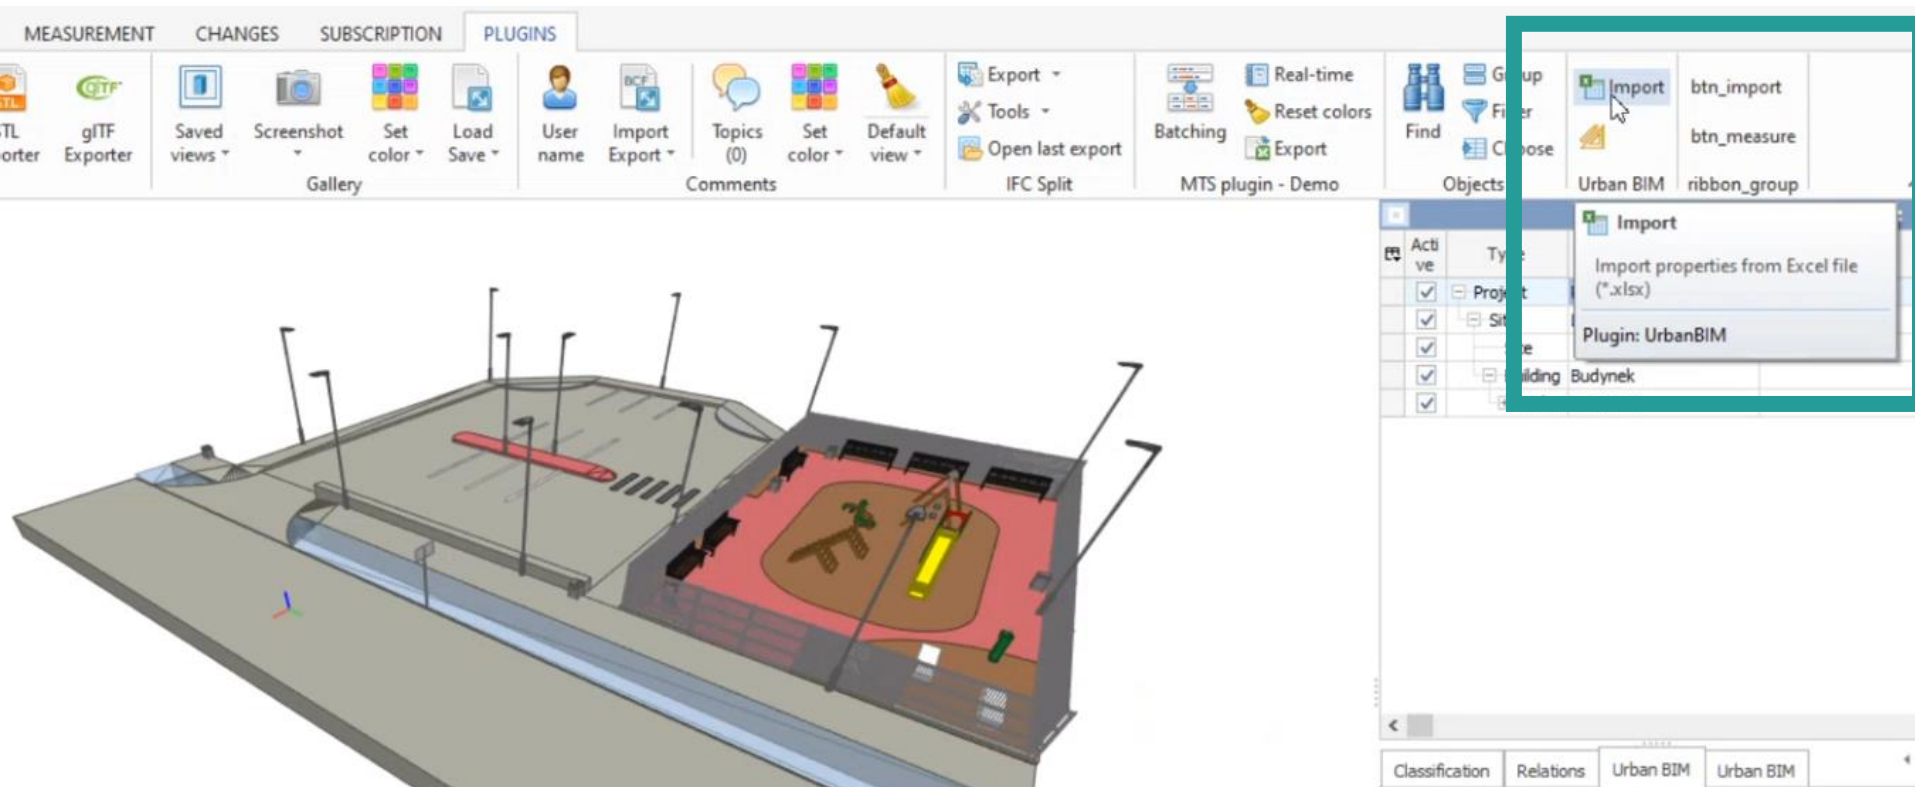 MEASUREMENT CHANGES SUBSCRIPTION PLUGINS
glTF
BCF
Export
Real-time
Import
btn_import
Tools
Reset colors
btn_measure
Open last export
Export
glTF
Exporter
Saved
views
Screenshot
Set
color
Load
Save
User
name
Import
Export
Topics
(0)
Set
color
Default
view
Batching
Find
Gallery
Comments
IFC Split
MTS plugin - Demo
Objects
Urban BIM
ribbon_group
Import
Import properties from Excel file
(*.xlsx)
Plugin: UrbanBIM
Acti
ve
Budynek
Classification Relations Urban BIM Urban BIM